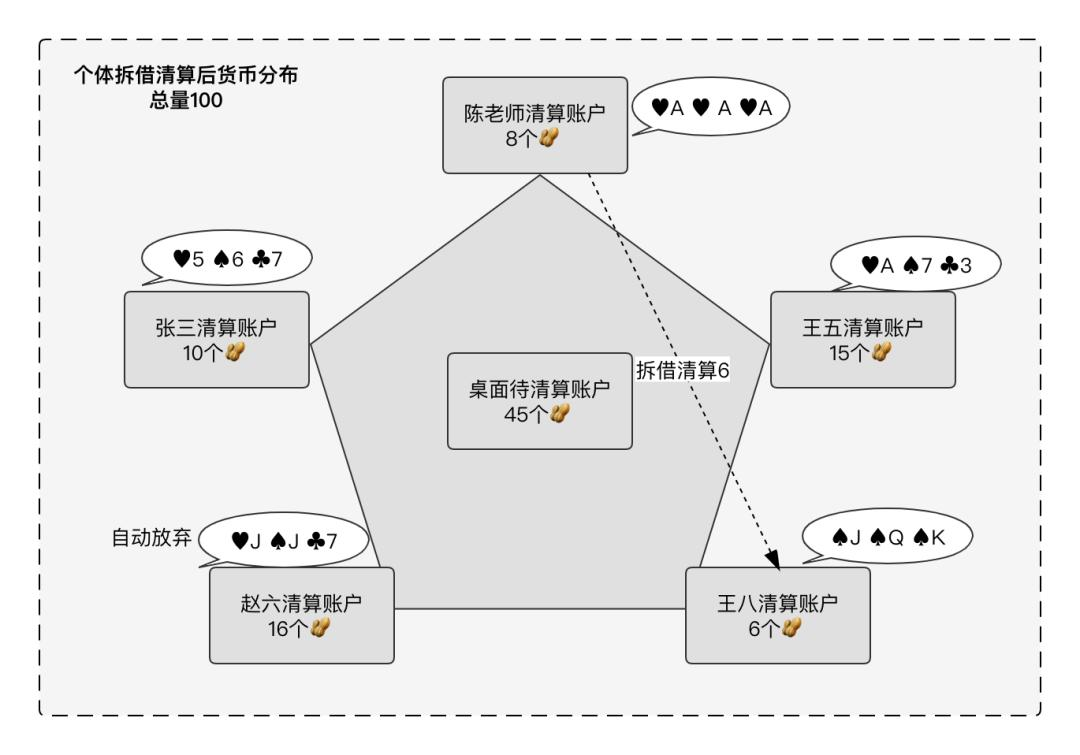 个体拆借清算后货币分布
总量100
陈老师清算账户
8个🥜
♥A ♥ A ♥A
♥5 ♠6 ♣7
张三清算账户
10个🥜
♥A ♠7 ♣3
王五清算账户
15个🥜
桌面待清算账户
45个🥜
拆借清算6
自动放弃
♥J ♠J ♣7
赵六清算账户
16个🥜
♠J ♠Q ♠K
王八清算账户
6个🥜